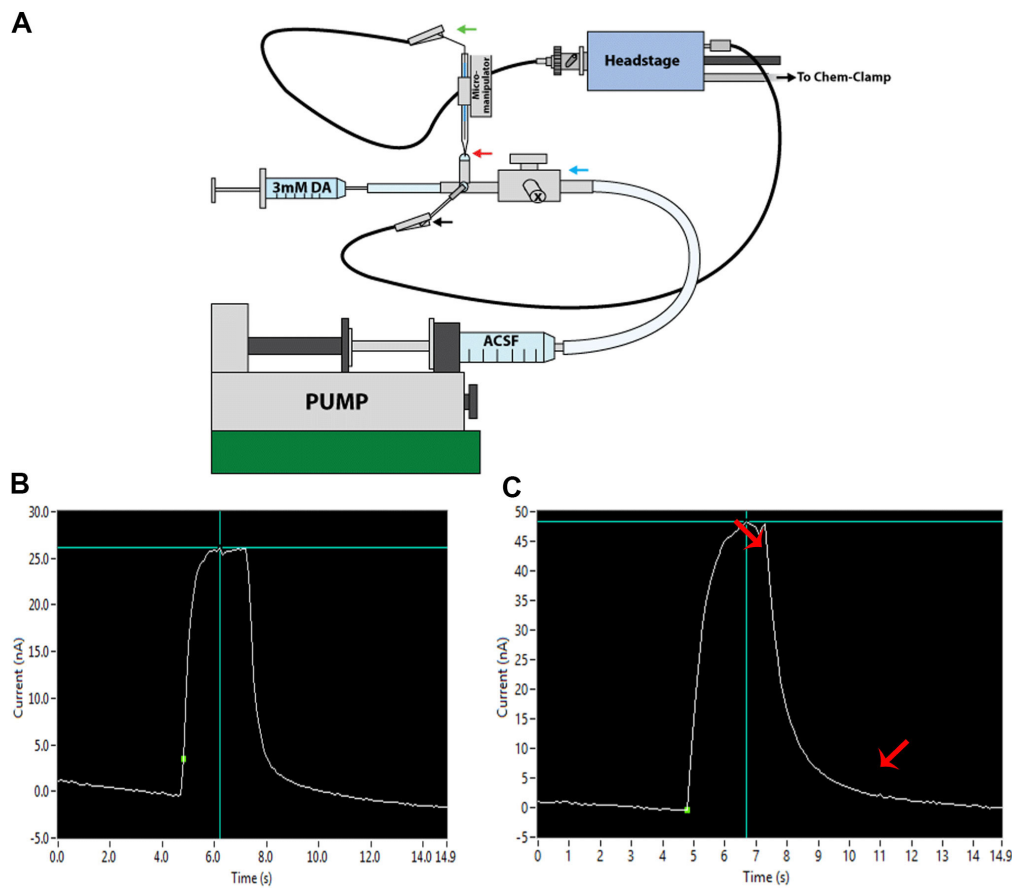 A
Micro-
manipulator
Headstage
To Chem-Clamp
3mM DA
x
ACSF
PUMP
B
30.0
25.0
20.0
15.0
10.0
5.0
0.0
-5.0
Current (nA)
0.0 2.0 4.0 6.0 8.0 10.0 12.0 14.0 14.9
Time (s)
C
50
45
40
35
30
25
20
15
10
5
0
-5
Current (nA)
0 1 2 3 4 5 6 7 8 9 10 11 12 13 14 14.9
Time (s)